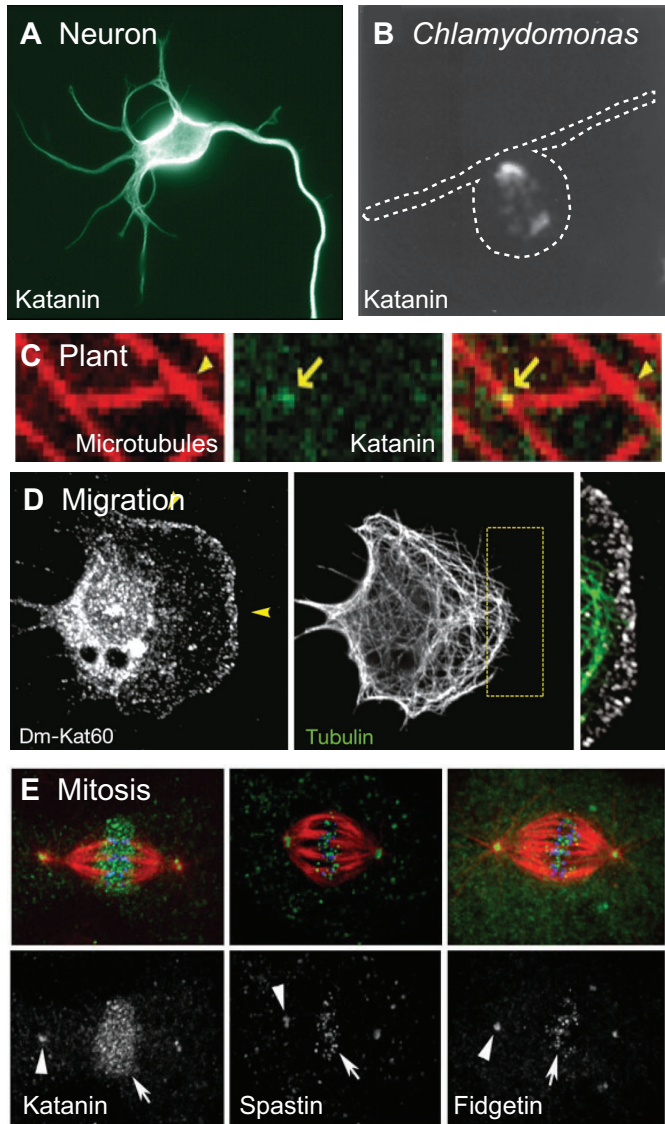 A Neuron
Katanin
B Chlamydomonas
Katanin
C Plant
Microtubules
Katanin
D Migration
Dm-Kat60
Tubulin
E Mitosis
Katanin
Spastin
Fidgetin